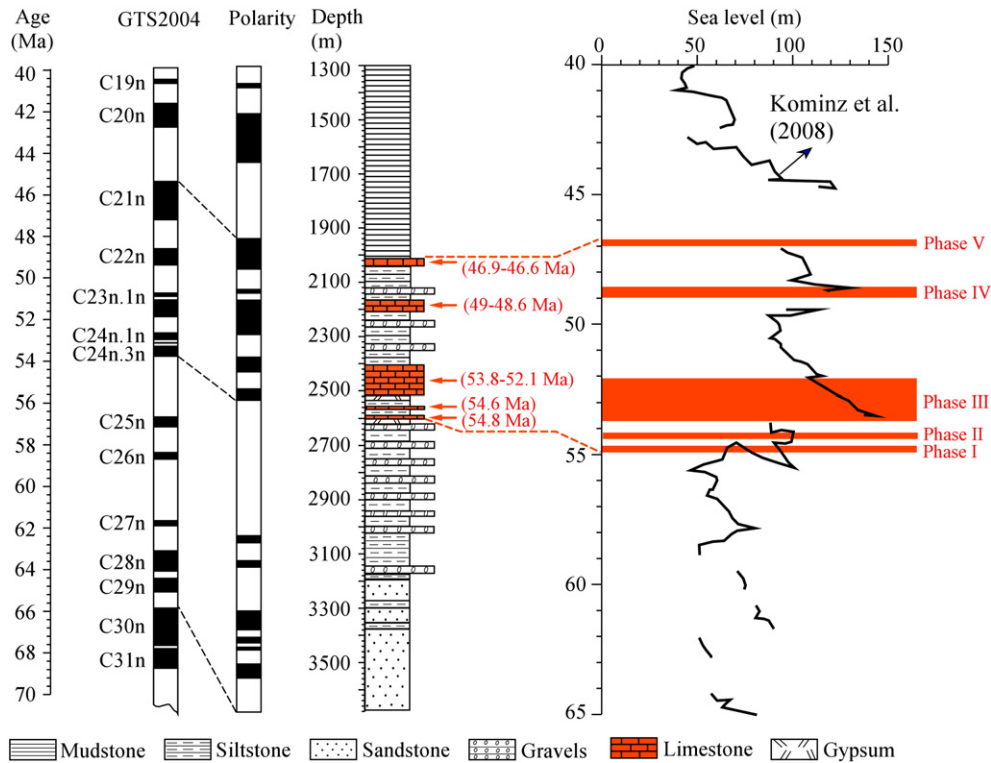 Age
(Ma)
GTS2004
Polarity
Depth
(m)
Sea level (m)
0
50
100
150
40
42
44
46
48
50
52
54
56
58
60
62
64
66
68
70
C19n
C20n
C21n
C22n
C23n.1n
C24n.1n
C24n.3n
C25n
C26n
C27n
C28n
C29n
C30n
C31n
1300
1500
1700
1900
2100
2300
2500
2700
2900
3100
3300
3500
(46.9-46.6 Ma)
(49-48.6 Ma)
(53.8-52.1 Ma)
(54.6 Ma)
(54.8 Ma)
40
45
50
55
60
65
Kominz et al.
(2008)
Phase V
Phase IV
Phase III
Phase II
Phase I
Mudstone
Siltstone
Sandstone
Gravels
Limestone
Gypsum